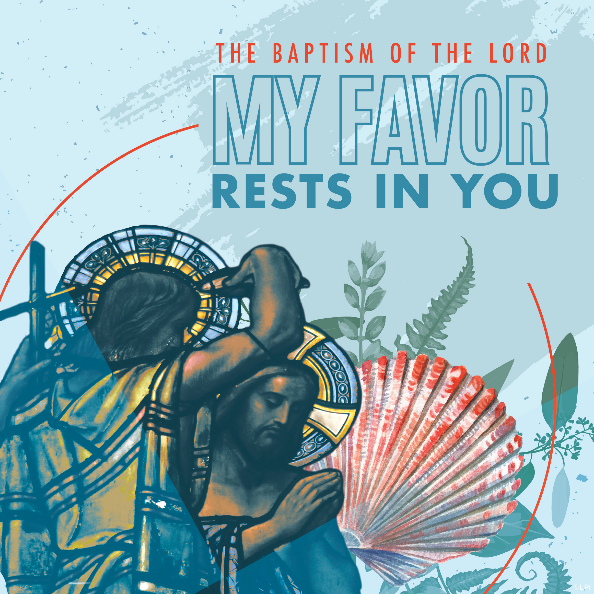 THE BAPTISM OF THE LORD
MY FAVOR
RESTS IN YOU